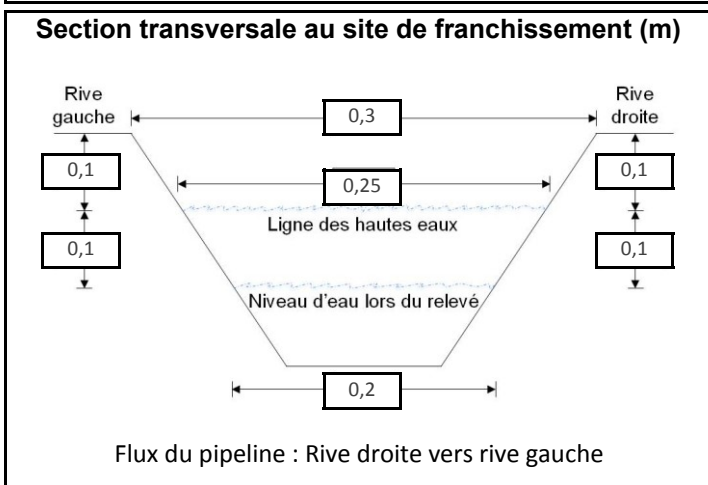 Section transversale au site de franchissement (m)
Rive
gauche
Rive
droite
0,3
0,1
0,1
0,25
Ligne des hautes eaux
0,1
0,1
Niveau d'eau lors du relevé
0,2
Flux du pipeline : Rive droite vers rive gauche